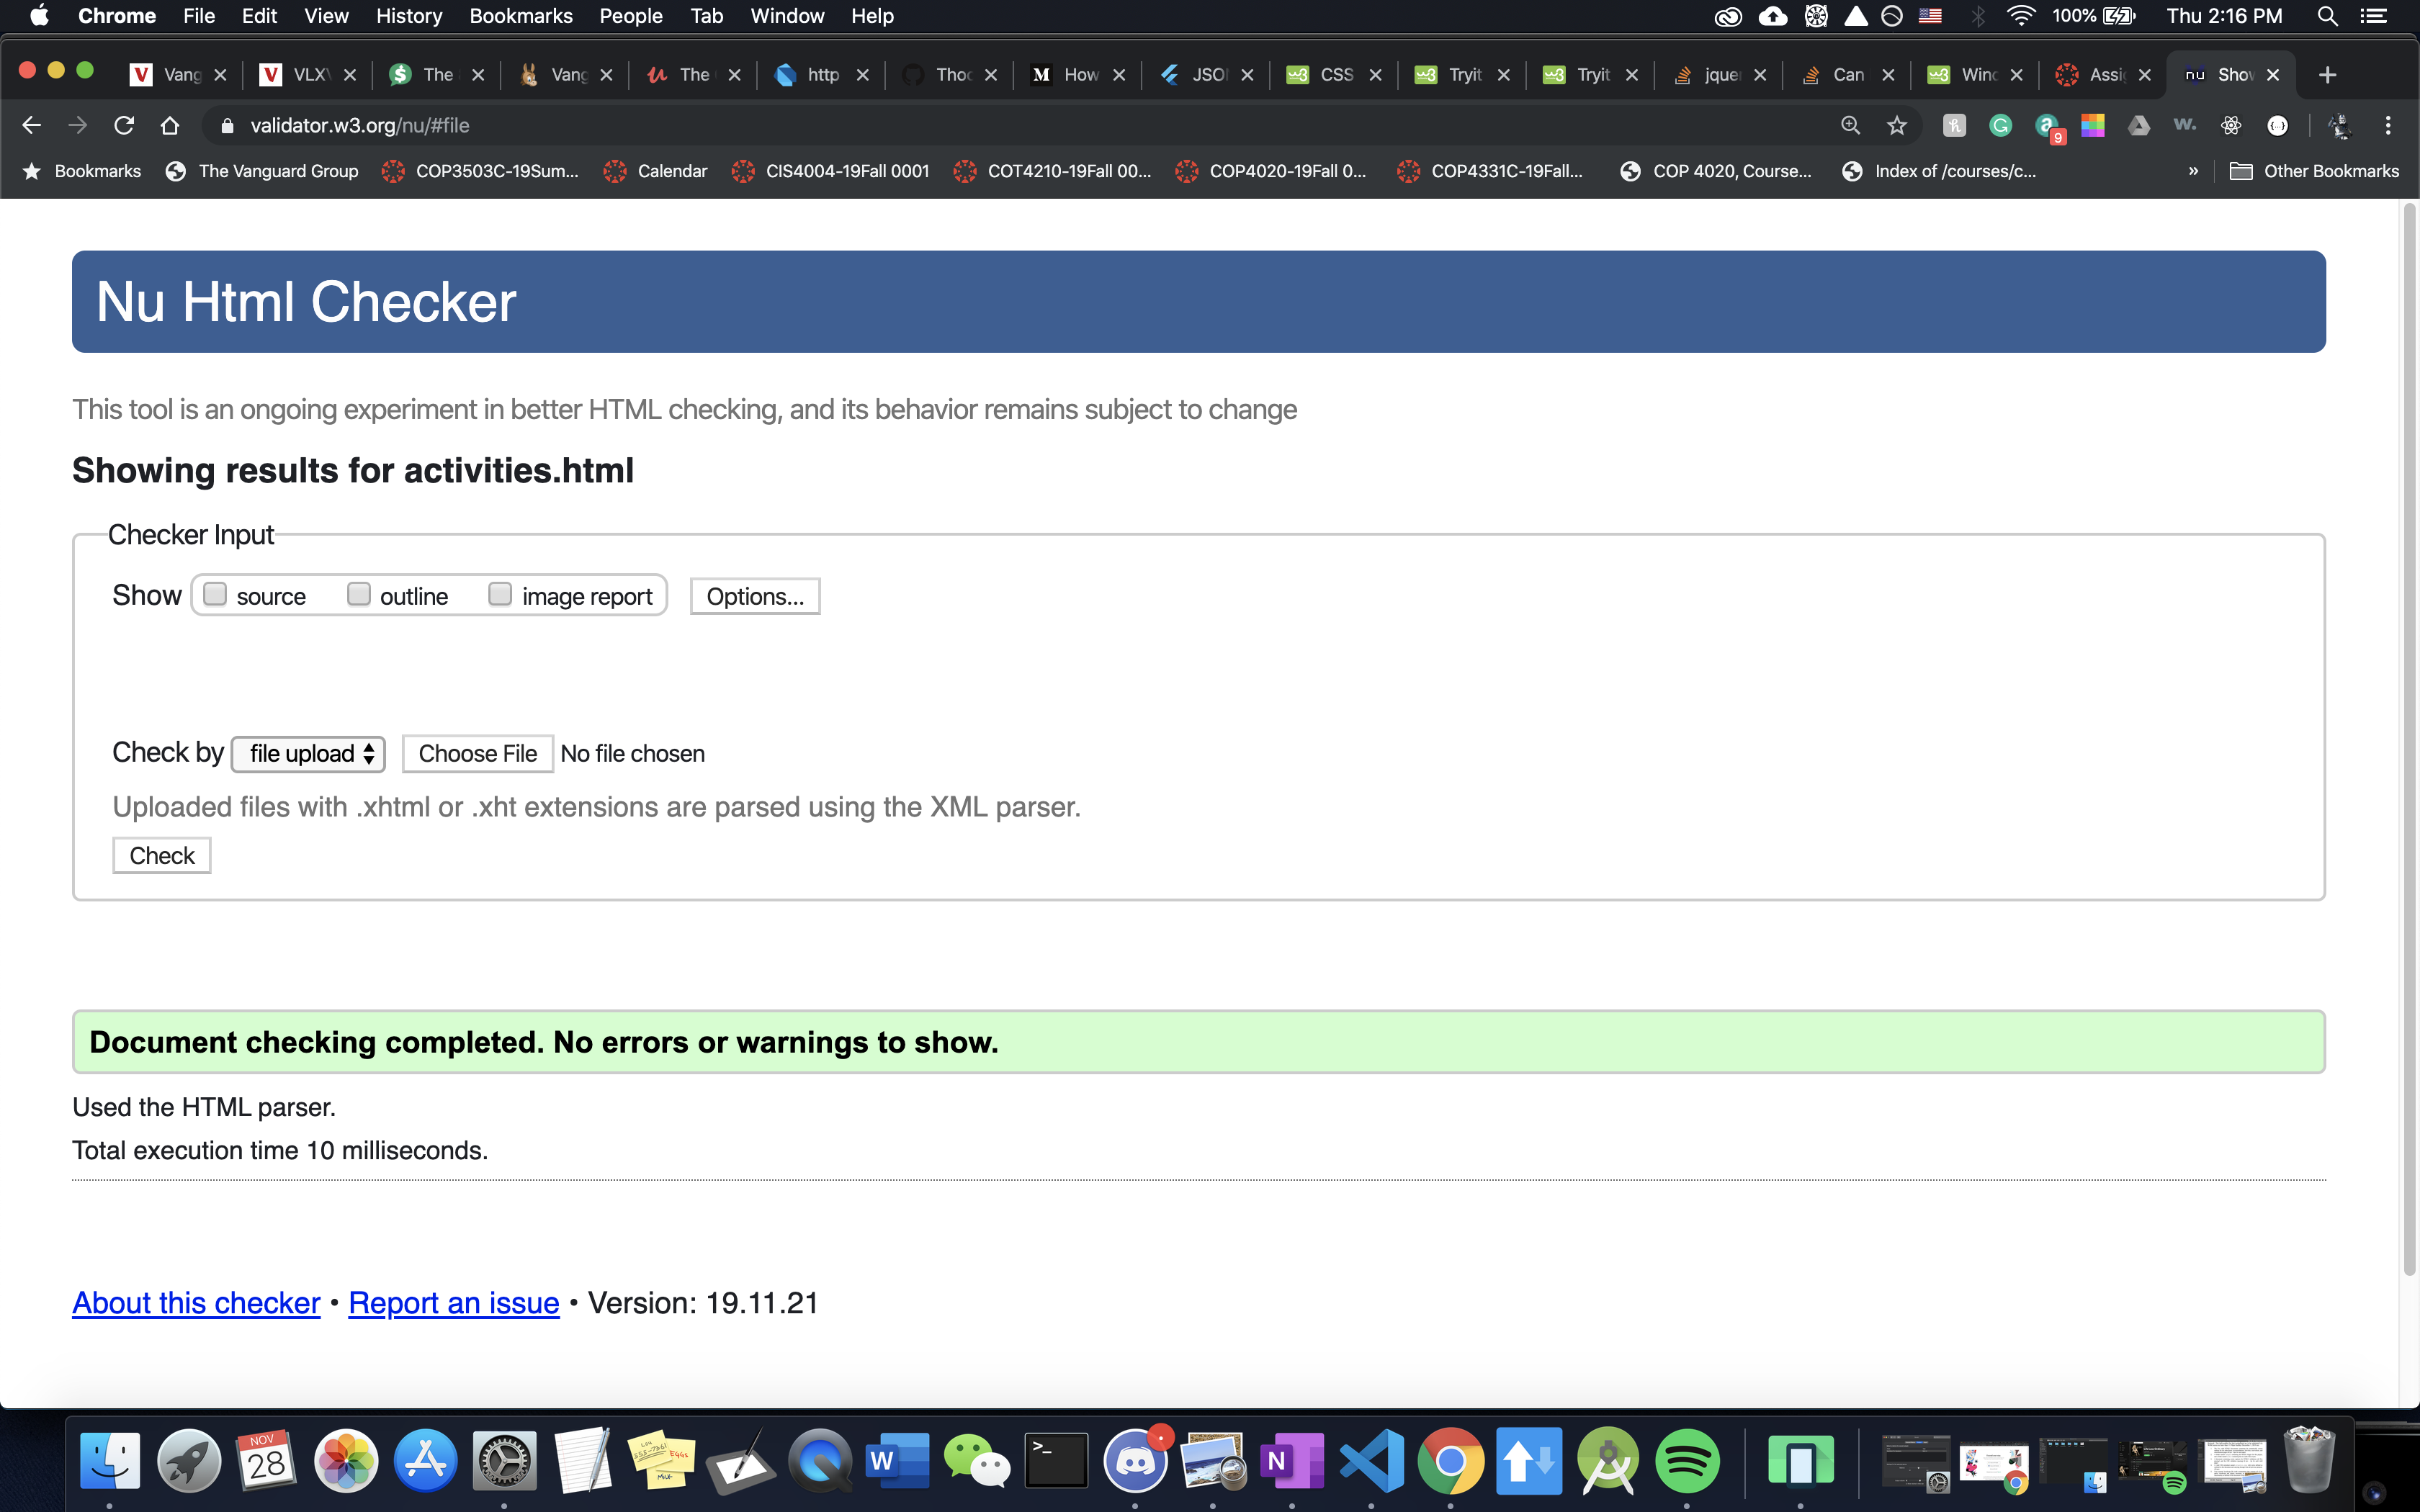 Chrome File Edit View History Bookmarks People Tab Window Help 100% Thu 2:16 PM
Vang VLXV The Vang The http Thoc How JSO CSS Tryit Tryit jque Can Winc Assi nu Show
validator.w3.org/nu/#file 9
Bookmarks The Vanguard Group COP3503C-19Sum... Calendar CIS4004-19Fall 0001 COT4210-19Fall 00... COP4020-19Fall 0... COP4331C-19Fall... COP 4020, Course... Index of /courses/c... » Other Bookmarks
Nu Html Checker
This tool is an ongoing experiment in better HTML checking, and its behavior remains subject to change
Showing results for activities.html
Checker Input
Show source outline image report Options...
Check by file upload Choose File No file chosen
Uploaded files with .xhtml or .xht extensions are parsed using the XML parser.
Check
Document checking completed. No errors or warnings to show.
Used the HTML parser.
Total execution time 10 milliseconds.
About this checker • Report an issue • Version: 19.11.21
NOV
28